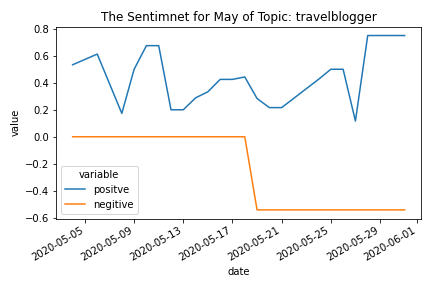 The Sentimnet for May of Topic: travelblogger
value
0.8
0.6
0.4
0.2
0.0
−0.2
−0.4
−0.6
variable
positve
negitive
2020-05-05
2020-05-09
2020-05-13
2020-05-17
2020-05-21
2020-05-25
2020-05-29
2020-06-01
date